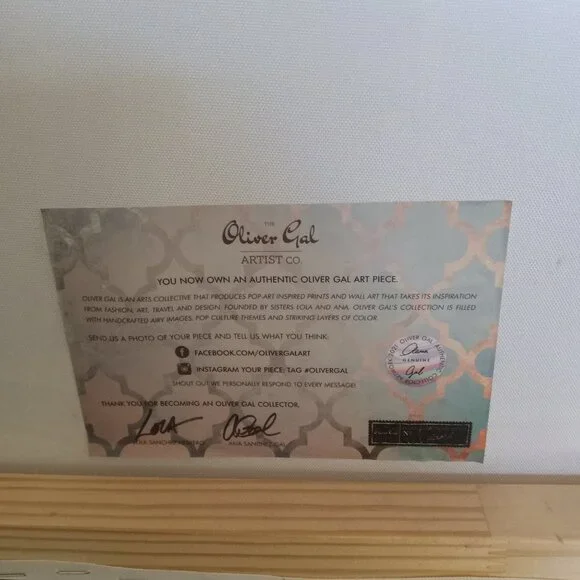 THE
Oliver Gal
ARTIST CO.
YOU NOW OWN AN AUTHENTIC OLIVER GAL ART PIECE.
OLIVER GAL IS AN ARTS COLLECTIVE THAT PRODUCES POP-ART INSPIRED PRINTS AND WALL ART THAT TAKES ITS INSPIRATION
FROM FASHION, ART, TRAVEL AND DESIGN. FOUNDED BY SISTERS LOLA AND ANA, OLIVER GAL'S COLLECTION IS FILLED
WITH HANDCRAFTED AIRY IMAGES, POP CULTURE THEMES AND STRIKING LAYERS OF COLOR.
SEND US A PHOTO OF YOUR PIECE AND TELL US WHAT YOU THINK:
FACEBOOK.COM/OLIVERGALART
INSTAGRAM YOUR PIECE: TAG #OLIVERGAL
SHOUT OUT! WE PERSONALLY RESPOND TO EVERY MESSAGE!
OLIVER GAL
GENUINE
Gal
THANK YOU FOR BECOMING AN OLIVER GAL COLLECTOR,
LOLA
LOLA
ANA